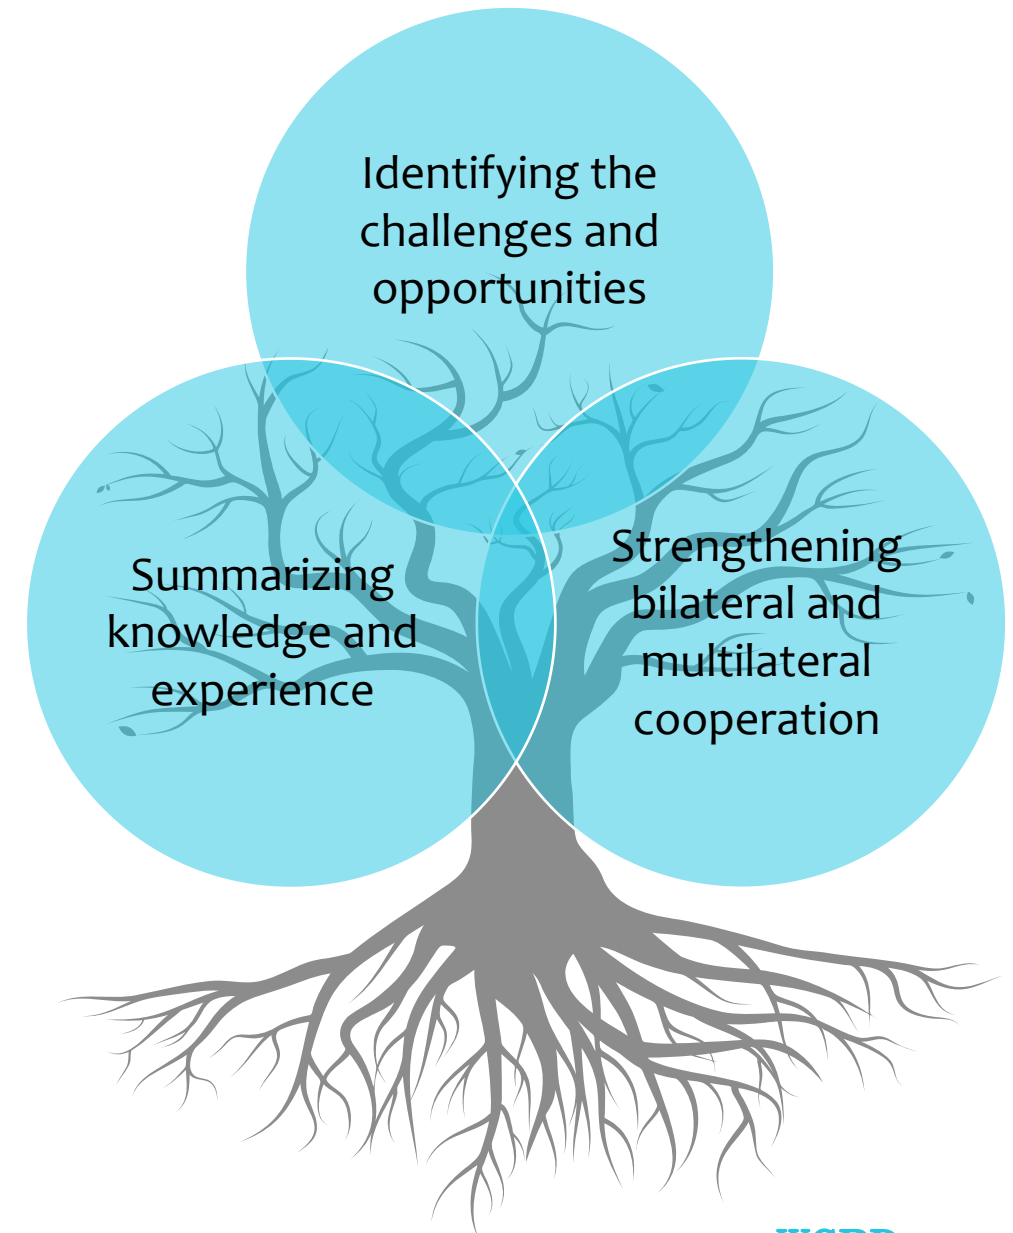 Identifying the
challenges and
opportunities
Summarizing
knowledge and
experience
Strengthening
bilateral and
multilateral
cooperation